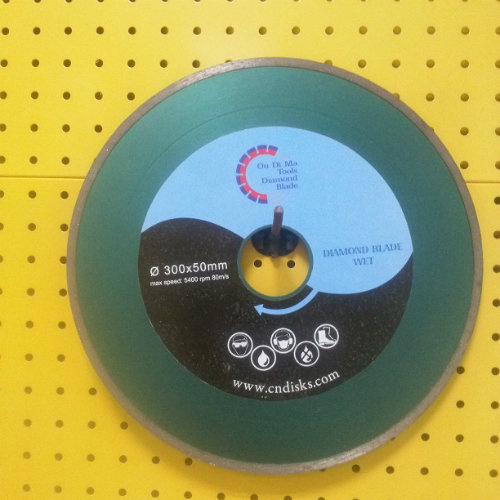 Ou Di Ma
Tools
Diamond
Blade
DIAMOND BLADE
WET
Ø 300x50mm
max speed: 5400 rpm 80m/s
www.cndisks.com